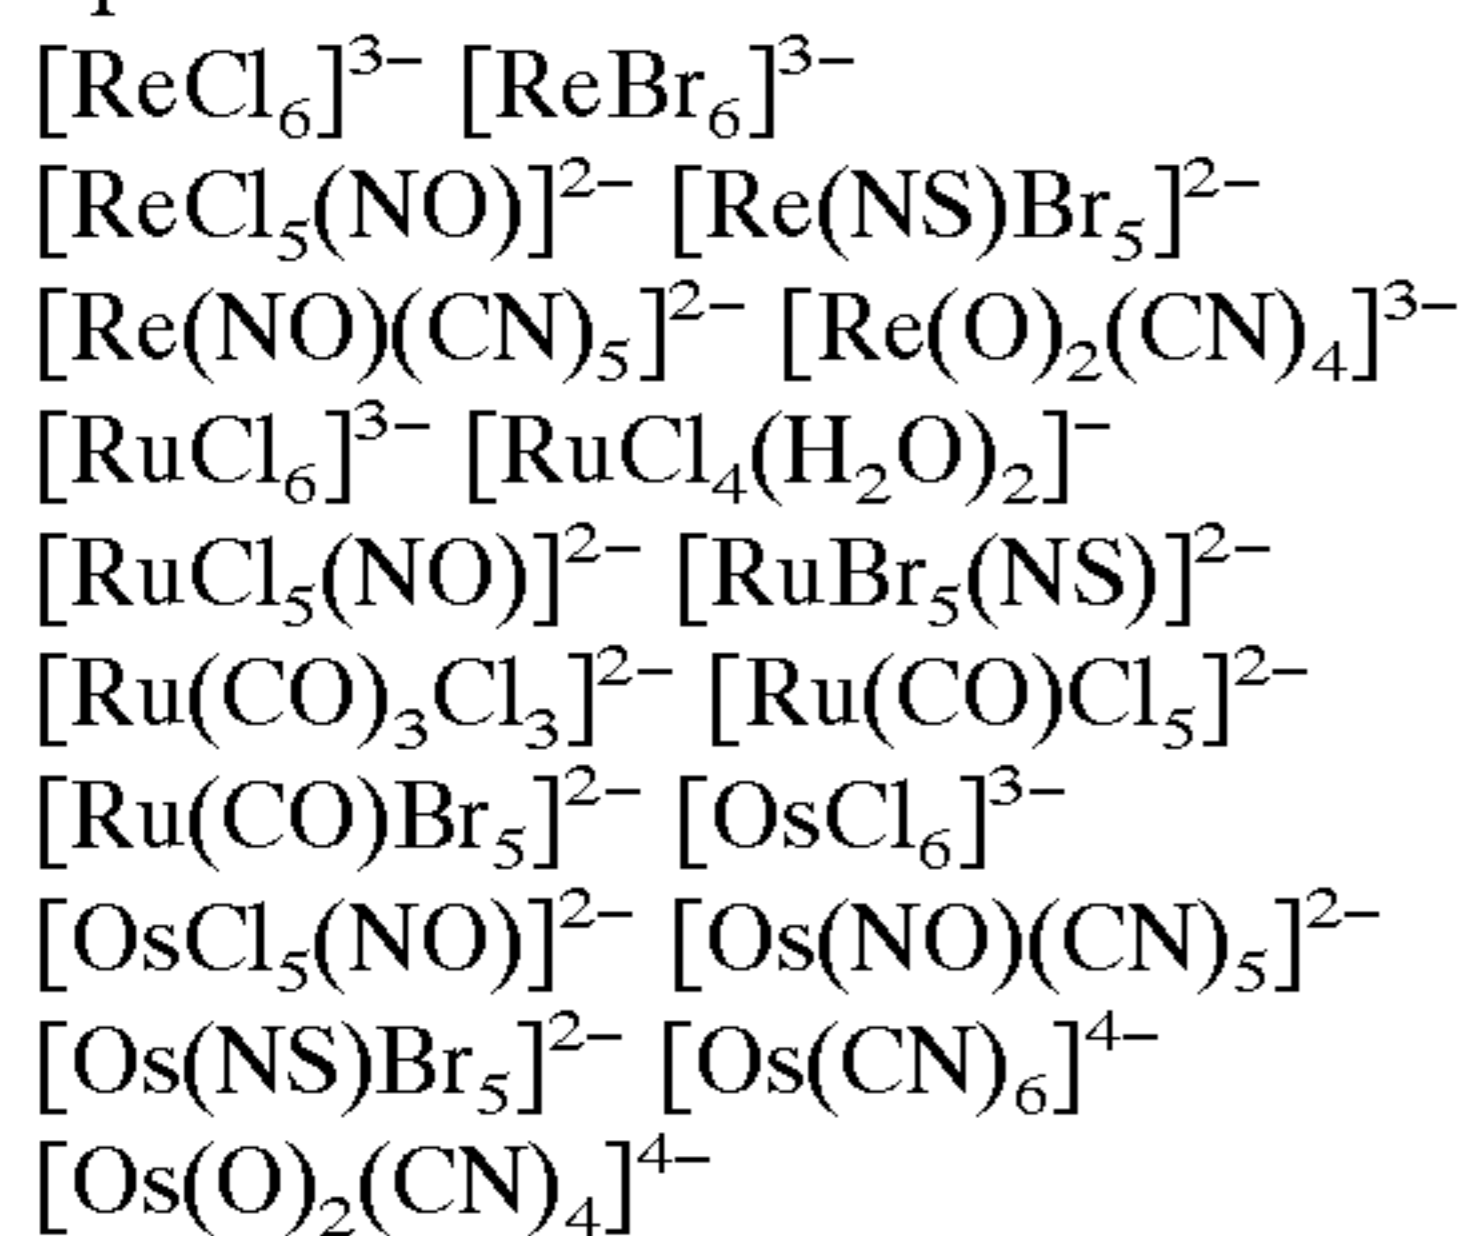 [ReCl₆]³⁻ [ReBr₆]³⁻
[ReCl₅(NO)]²⁻ [Re(NS)Br₅]²⁻
[Re(NO)(CN)₅]²⁻ [Re(O)₂(CN)₄]³⁻
[RuCl₆]³⁻ [RuCl₄(H₂O)₂]⁻
[RuCl₅(NO)]²⁻ [RuBr₅(NS)]²⁻
[Ru(CO)₃Cl₃]²⁻ [Ru(CO)Cl₅]²⁻
[Ru(CO)Br₅]²⁻ [OsCl₆]³⁻
[OsCl₅(NO)]²⁻ [Os(NO)(CN)₅]²⁻
[Os(NS)Br₅]²⁻ [Os(CN)₆]⁴⁻
[Os(O)₂(CN)₄]⁴⁻